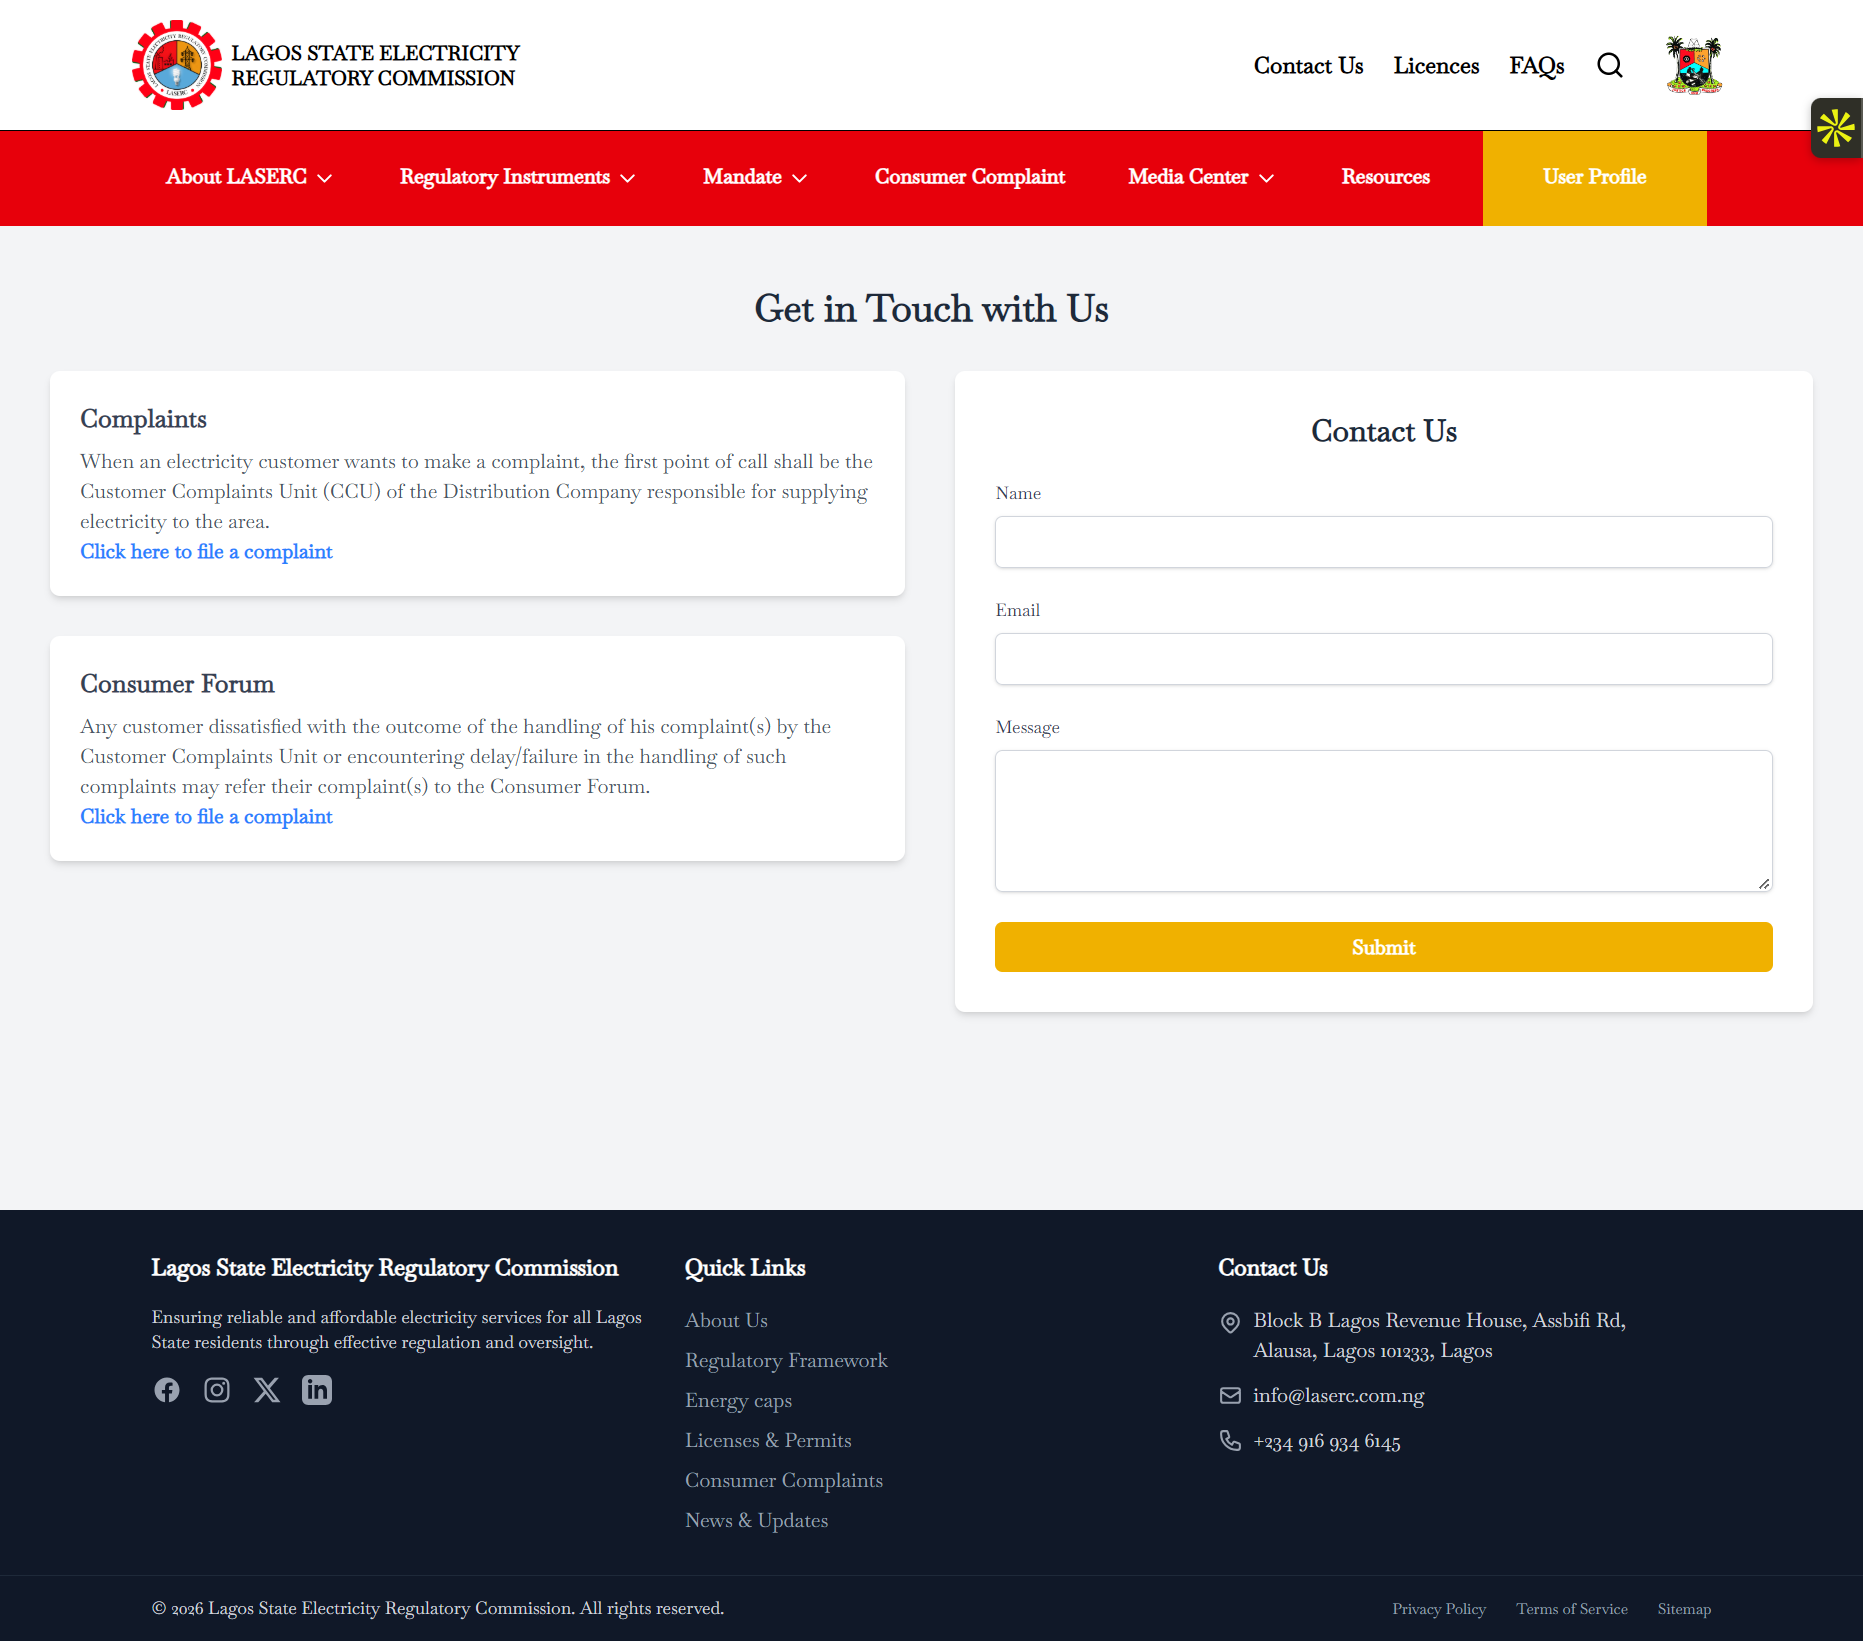 LAGOS STATE ELECTRICITY
REGULATORY COMMISSION
Contact Us
Licences
FAQs
About LASERC
Regulatory Instruments
Mandate
Consumer Complaint
Media Center
Resources
User Profile
Get in Touch with Us
Complaints
When an electricity customer wants to make a complaint, the first point of call shall be the
Customer Complaints Unit (CCU) of the Distribution Company responsible for supplying
electricity to the area.
Click here to file a complaint
Consumer Forum
Any customer dissatisfied with the outcome of the handling of his complaint(s) by the
Customer Complaints Unit or encountering delay/failure in the handling of such
complaints may refer their complaint(s) to the Consumer Forum.
Click here to file a complaint
Contact Us
Name
Email
Message
Submit
Lagos State Electricity Regulatory Commission
Ensuring reliable and affordable electricity services for all Lagos
State residents through effective regulation and oversight.
Quick Links
About Us
Regulatory Framework
Energy caps
Licenses & Permits
Consumer Complaints
News & Updates
Contact Us
Block B Lagos Revenue House, Assbifi Rd,
Alausa, Lagos 101233, Lagos
info@laserc.com.ng
+234 916 934 6145
© 2026 Lagos State Electricity Regulatory Commission. All rights reserved.
Privacy Policy
Terms of Service
Sitemap